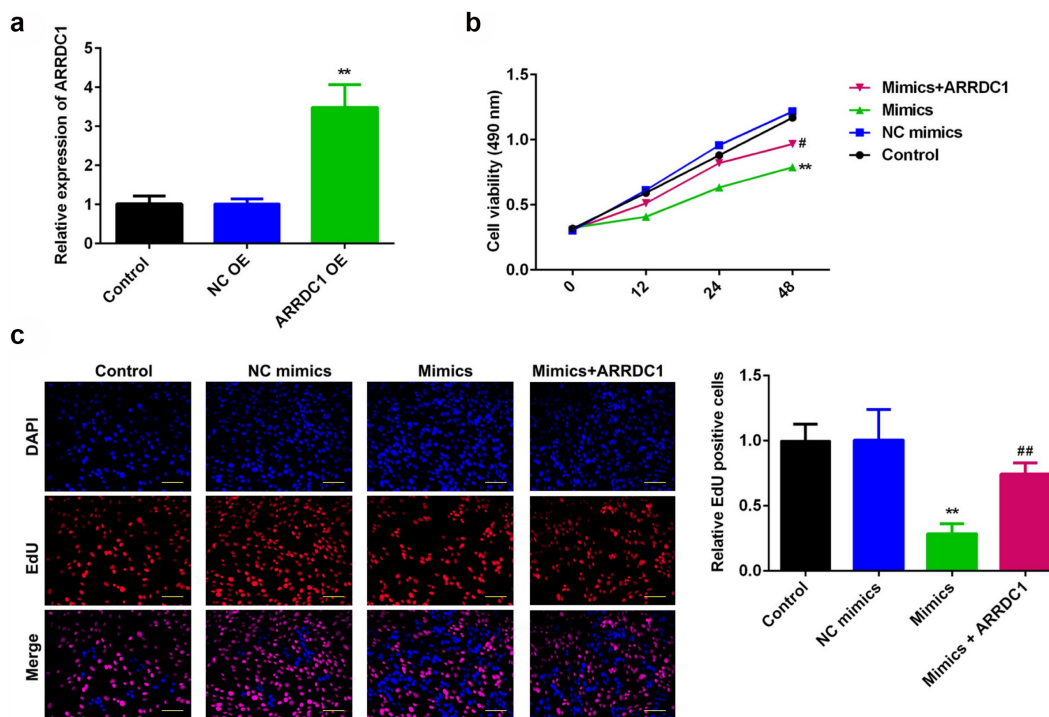 a
Relative expression of ARRDC1
5
4
3
2
1
0
**
Control
NC OE
ARRDC1 OE
b
Cell viability (490 nm)
1.5
1.0
0.5
0.0
0
12
24
48
#
**
Mimics+ARRDC1
Mimics
NC mimics
Control
c
Control
NC mimics
Mimics
Mimics+ARRDC1
DAPI
EdU
Merge
Relative EdU positive cells
1.5
1.0
0.5
0.0
**
##
Control
NC mimics
Mimics
Mimics + ARRDC1